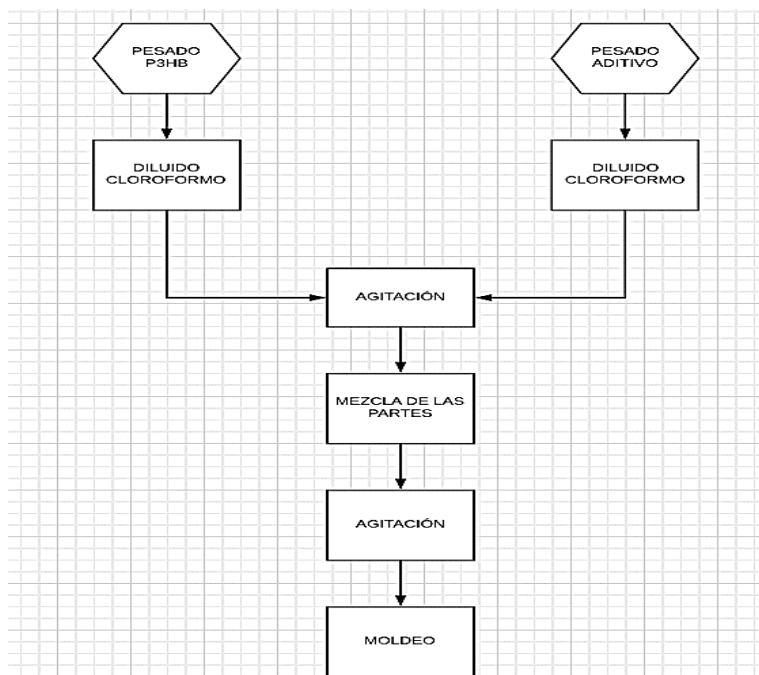 PESADO
P3HB
PESADO
ADITIVO
DILUIDO
CLOROFORMO
DILUIDO
CLOROFORMO
AGITACIÓN
MEZCLA DE LAS
PARTES
AGITACIÓN
MOLDEO